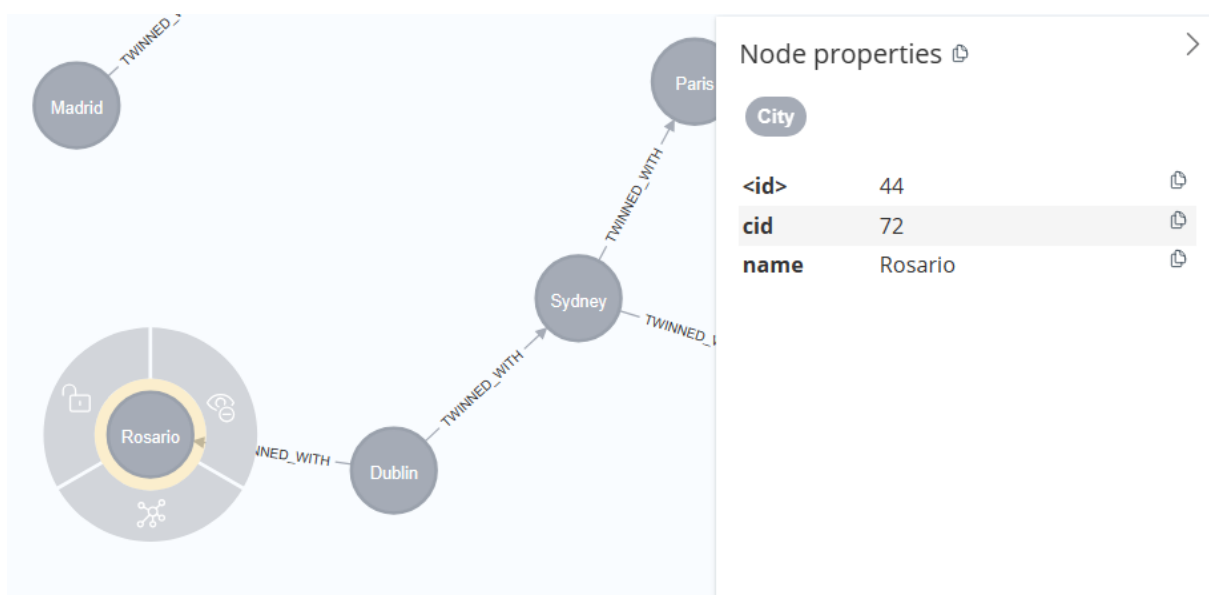 TWINNED_
Madrid
Paris
TWINNED_WITH
Sydney
TWINNED_
TWINNED_WITH
Rosario
NNED_WITH
Dublin
Node properties
City
<id> 44
cid 72
name Rosario